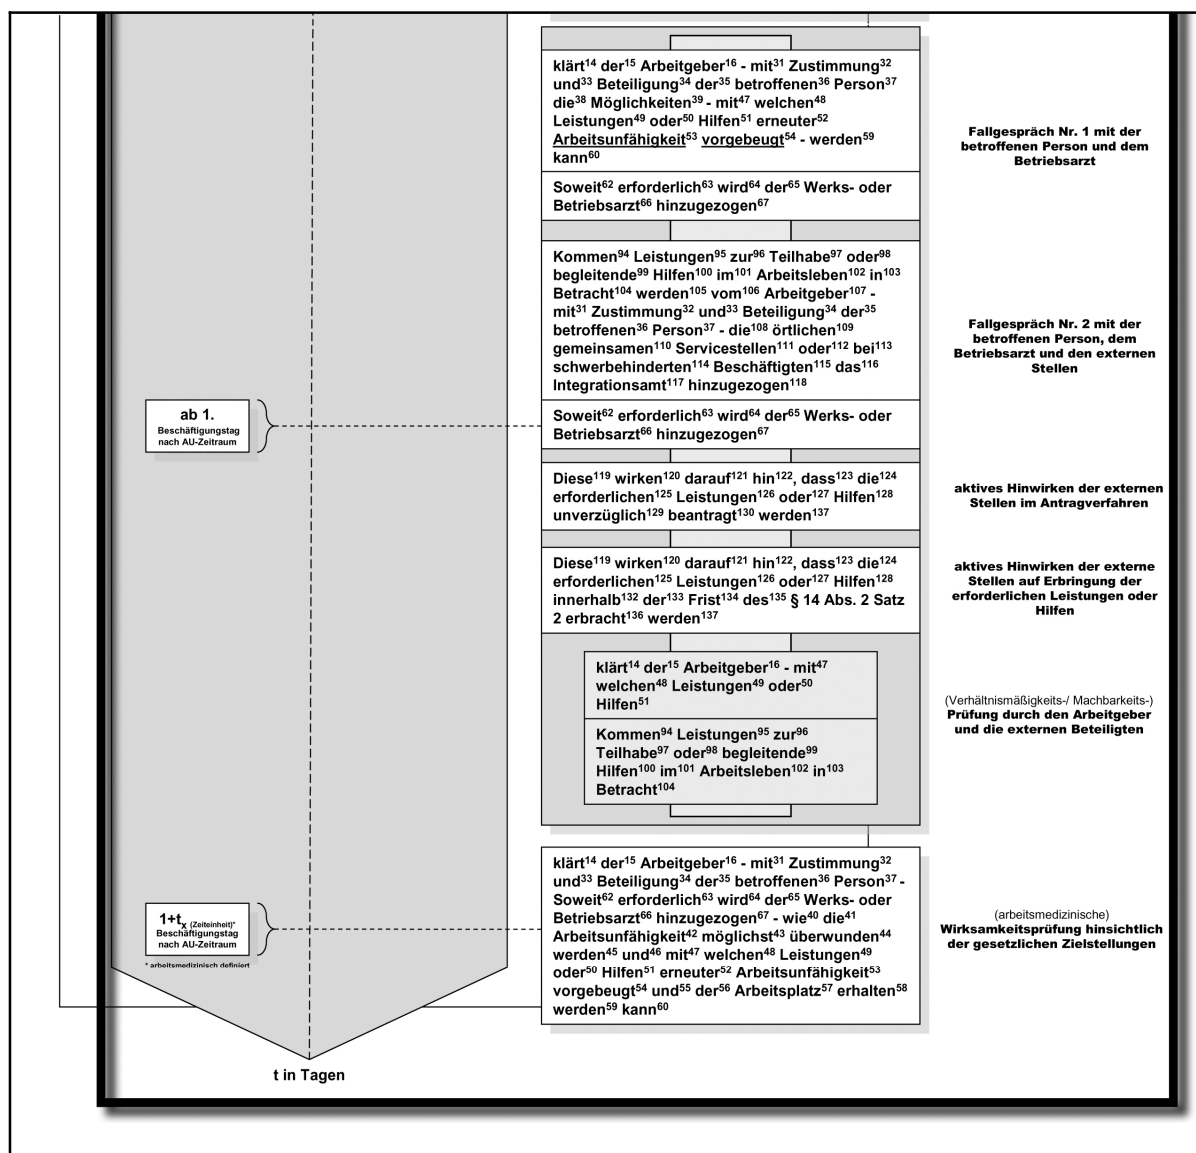 klärt¹⁴ der¹⁵ Arbeitgeber¹⁶ - mit³¹ Zustimmung³²
und³³ Beteiligung³⁴ der³⁵ betroffenen³⁶ Person³⁷
die³⁸ Möglichkeiten³⁹ - mit⁴⁷ welchen⁴⁸
Leistungen⁴⁹ oder⁵⁰ Hilfen⁵¹ erneuter⁵²
Arbeitsunfähigkeit⁵³ vorgebeugt⁵⁴ - werden⁵⁹
kann⁶⁰
Soweit⁶² erforderlich⁶³ wird⁶⁴ der⁶⁵ Werks- oder
Betriebsarzt⁶⁶ hinzugezogen⁶⁷
Fallgespräch Nr. 1 mit der
betroffenen Person und dem
Betriebsarzt
Kommen⁹⁴ Leistungen⁹⁵ zur⁹⁶ Teilhabe⁹⁷ oder⁹⁸
begleitende⁹⁹ Hilfen¹⁰⁰ im¹⁰¹ Arbeitsleben¹⁰² in¹⁰³
Betracht¹⁰⁴ werden¹⁰⁵ vom¹⁰⁶ Arbeitgeber¹⁰⁷ -
mit³¹ Zustimmung³² und³³ Beteiligung³⁴ der³⁵
betroffenen³⁶ Person³⁷ - die¹⁰⁸ örtlichen¹⁰⁹
gemeinsamen¹¹⁰ Servicestellen¹¹¹ oder¹¹² bei¹¹³
schwerbehinderten¹¹⁴ Beschäftigten¹¹⁵ das¹¹⁶
Integrationsamt¹¹⁷ hinzugezogen¹¹⁸
Soweit⁶² erforderlich⁶³ wird⁶⁴ der⁶⁵ Werks- oder
Betriebsarzt⁶⁶ hinzugezogen⁶⁷
Fallgespräch Nr. 2 mit der
betroffenen Person, dem
Betriebsarzt und den externen
Stellen
ab 1.
Beschäftigungstag
nach AU-Zeitraum
Diese¹¹⁹ wirken¹²⁰ darauf¹²¹ hin¹²², dass¹²³ die¹²⁴
erforderlichen¹²⁵ Leistungen¹²⁶ oder¹²⁷ Hilfen¹²⁸
unverzüglich¹²⁹ beantragt¹³⁰ werden¹³⁷
aktives Hinwirken der externen
Stellen im Antragverfahren
Diese¹¹⁹ wirken¹²⁰ darauf¹²¹ hin¹²², dass¹²³ die¹²⁴
erforderlichen¹²⁵ Leistungen¹²⁶ oder¹²⁷ Hilfen¹²⁸
innerhalb¹³² der¹³³ Frist¹³⁴ des¹³⁵ § 14 Abs. 2 Satz
2 erbracht¹³⁶ werden¹³⁷
aktives Hinwirken der externe
Stellen auf Erbringung der
erforderlichen Leistungen oder
Hilfen
klärt¹⁴ der¹⁵ Arbeitgeber¹⁶ - mit⁴⁷
welchen⁴⁸ Leistungen⁴⁹ oder⁵⁰
Hilfen⁵¹
Kommen⁹⁴ Leistungen⁹⁵ zur⁹⁶
Teilhabe⁹⁷ oder⁹⁸ begleitende⁹⁹
Hilfen¹⁰⁰ im¹⁰¹ Arbeitsleben¹⁰² in¹⁰³
Betracht¹⁰⁴
(Verhältnismäßigkeits-/ Machbarkeits-)
Prüfung durch den Arbeitgeber
und die externen Beteiligten
klärt¹⁴ der¹⁵ Arbeitgeber¹⁶ - mit³¹ Zustimmung³²
und³³ Beteiligung³⁴ der³⁵ betroffenen³⁶ Person³⁷ -
Soweit⁶² erforderlich⁶³ wird⁶⁴ der⁶⁵ Werks- oder
Betriebsarzt⁶⁶ hinzugezogen⁶⁷ - wie⁴⁰ die⁴¹
Arbeitsunfähigkeit⁴² möglichst⁴³ überwunden⁴⁴
werden⁴⁵ und⁴⁶ mit⁴⁷ welchen⁴⁸ Leistungen⁴⁹
oder⁵⁰ Hilfen⁵¹ erneuter⁵² Arbeitsunfähigkeit⁵³
vorgebeugt⁵⁴ und⁵⁵ der⁵⁶ Arbeitsplatz⁵⁷ erhalten⁵⁸
werden⁵⁹ kann⁶⁰
(arbeitsmedizinische)
Wirksamkeitsprüfung hinsichtlich
der gesetzlichen Zielstellungen
1+tₓ (Zeiteinheit)*
Beschäftigungstag
nach AU-Zeitraum
* arbeitsmedizinisch definiert
t in Tagen